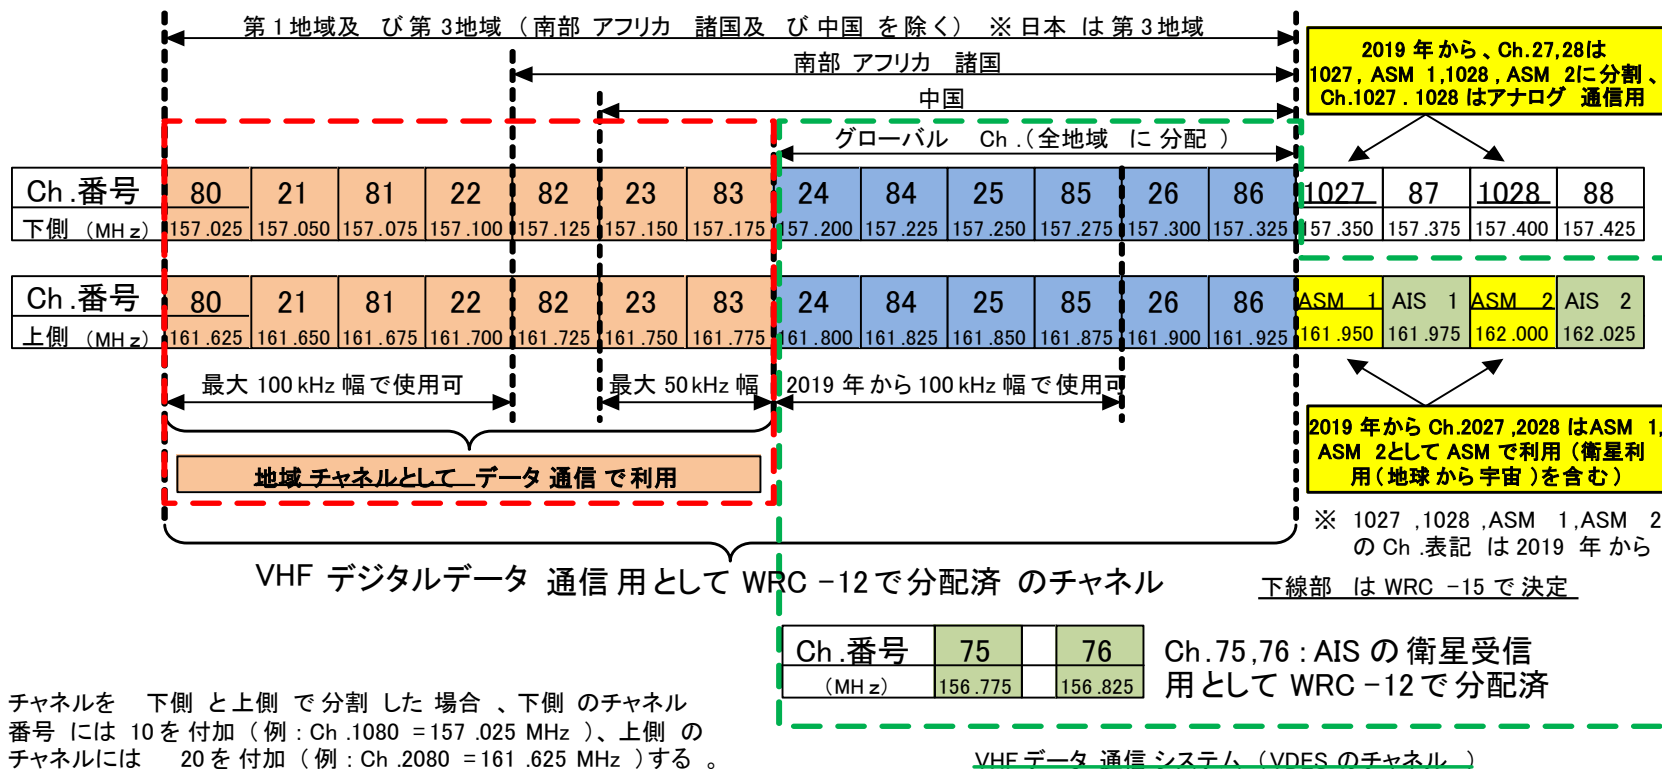 第1地域及び第3地域（南部アフリカ諸国及び中国を除く）※日本は第3地域
南部アフリカ諸国
中国
グローバル Ch.(全地域に分配)
2019年から、Ch.27,28は
1027, ASM 1,1028, ASM 2に分割、
Ch.1027.1028はアナログ通信用
Ch.番号 80 21 81 22 82 23 83 24 84 25 85 26 86 1027 87 1028 88
下側 (MHz) 157.025 157.050 157.075 157.100 157.125 157.150 157.175 157.200 157.225 157.250 157.275 157.300 157.325 157.350 157.375 157.400 157.425
Ch.番号 80 21 81 22 82 23 83 24 84 25 85 26 86 ASM 1 AIS 1 ASM 2 AIS 2
上側 (MHz) 161.625 161.650 161.675 161.700 161.725 161.750 161.775 161.800 161.825 161.850 161.875 161.900 161.925 161.950 161.975 162.000 162.025
最大100kHz幅で使用可 最大50kHz幅 2019年から100kHz幅で使用可
地域チャネルとしてデータ通信で利用
2019年からCh.2027,2028はASM 1,
ASM 2としてASMで利用（衛星利
用（地球から宇宙）を含む）
※ 1027,1028,ASM 1,ASM 2
のCh.表記は2019年から
VHFデジタルデータ通信用としてWRC-12で分配済のチャネル
下線部はWRC-15で決定
Ch.番号 75 76
(MHz) 156.775 156.825
Ch.75,76:AISの衛星受信
用としてWRC-12で分配済
チャネルを下側と上側で分割した場合、下側のチャネル
番号には10を付加（例：Ch.1080=157.025MHz）、上側の
チャネルには20を付加（例：Ch.2080=161.625MHz）する。
VHFデータ通信システム（VDESのチャネル）